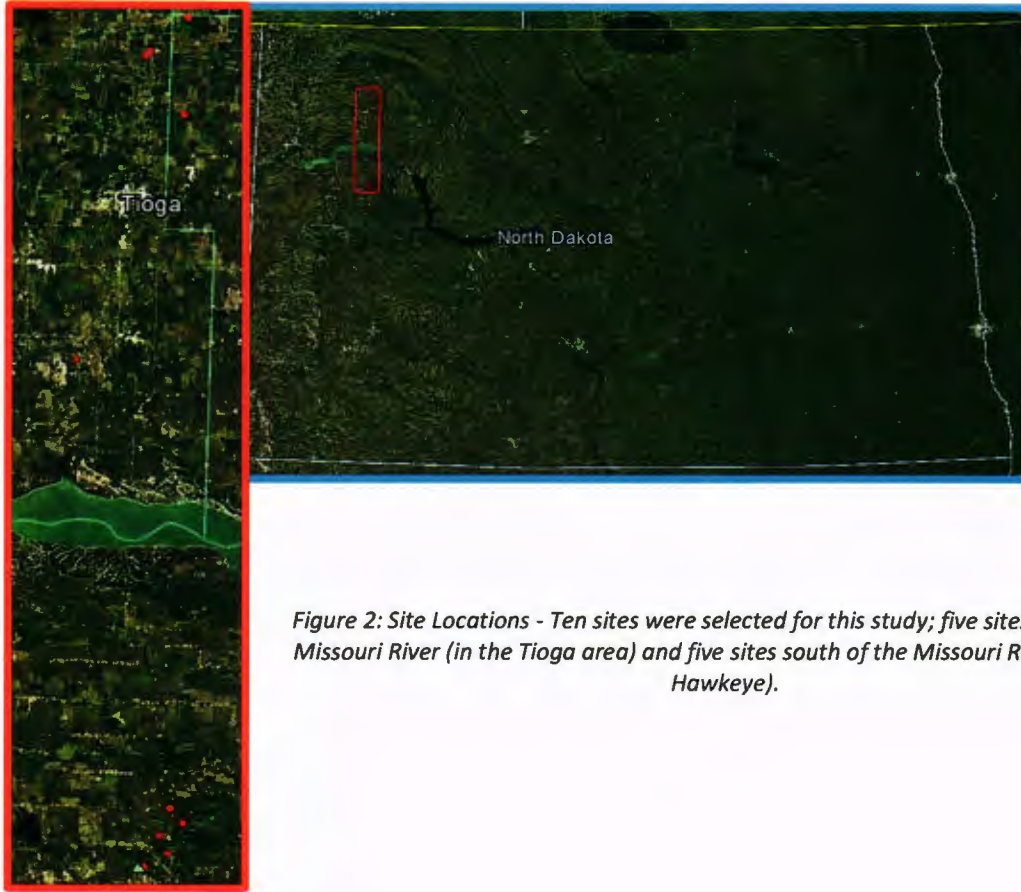 Tioga
North Dakota
Figure 2: Site Locations - Ten sites were selected for this study; five site
Missouri River (in the Tioga area) and five sites south of the Missouri R
Hawkeye).